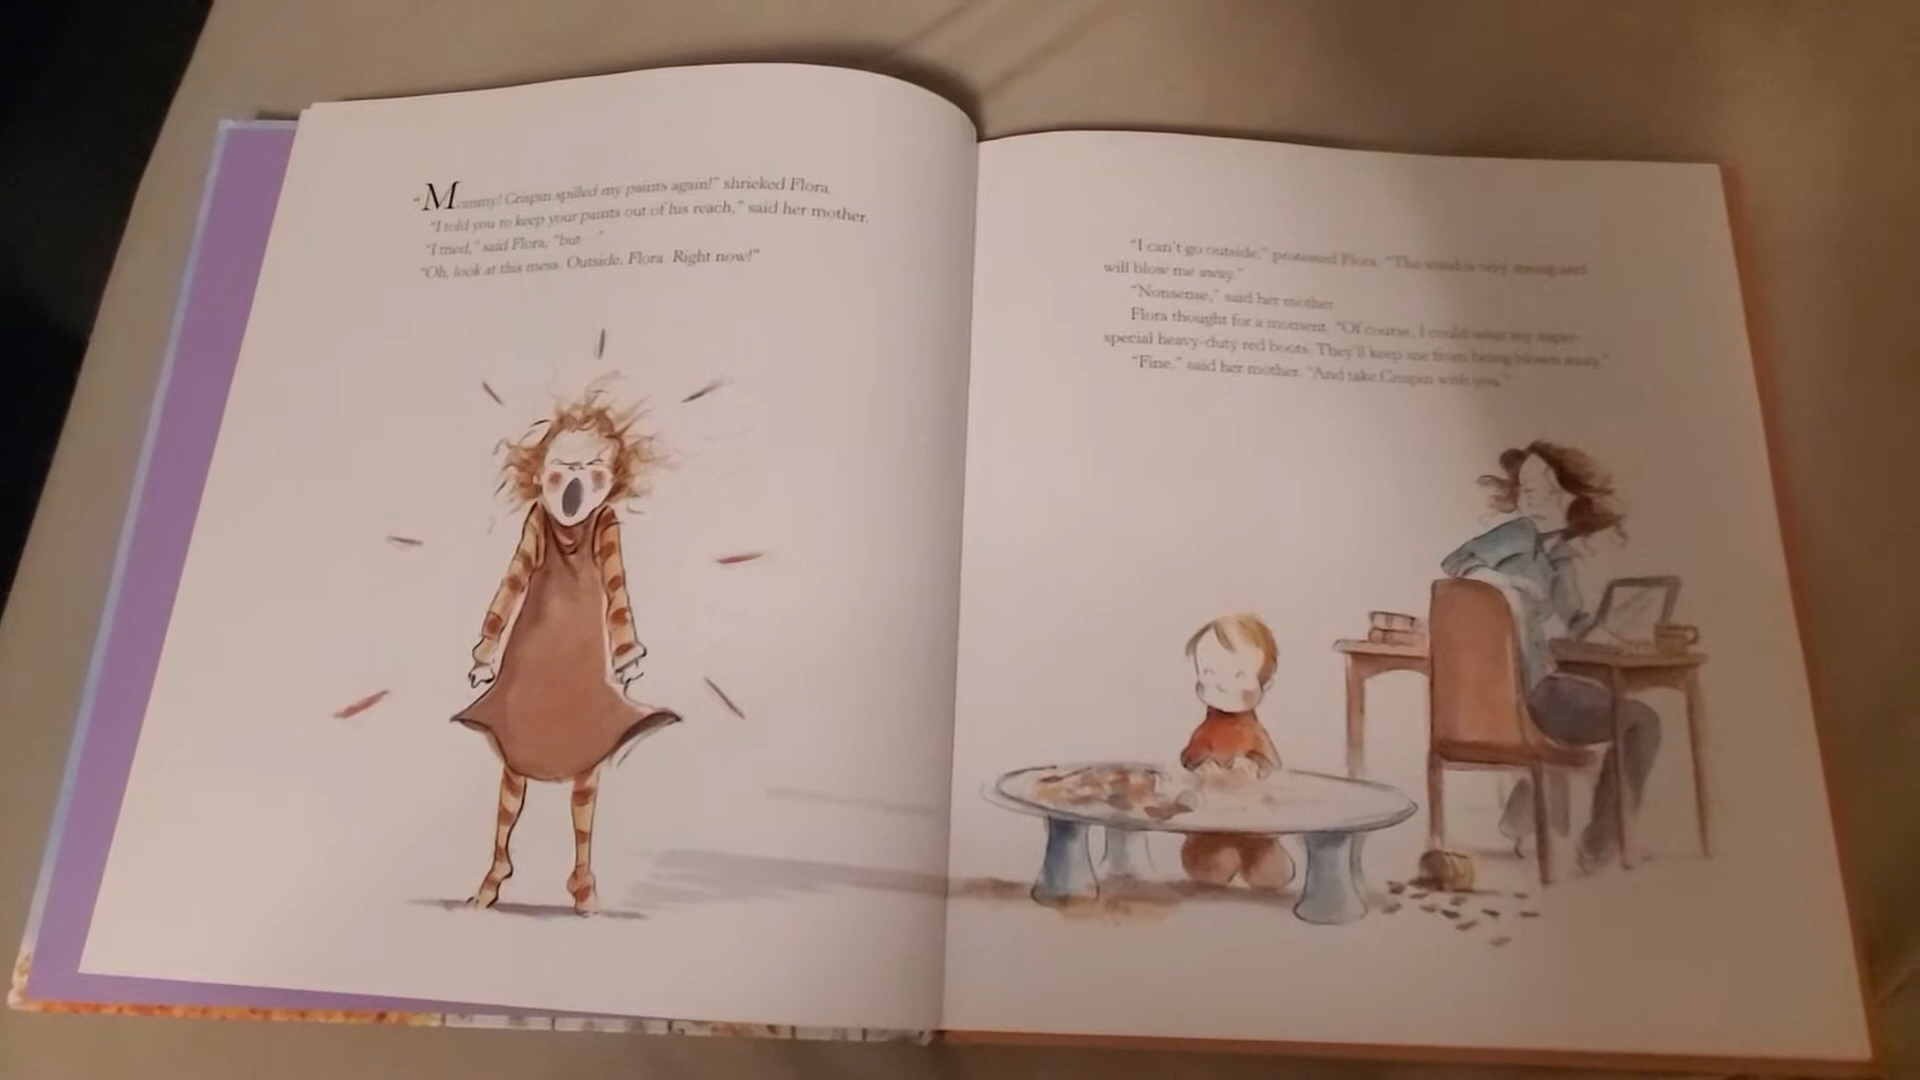 “Mommy! Crispin spilled my paints again!” shrieked Flora.
“I told you to keep your paints out of his reach,” said her mother.
“I tried,” said Flora, “but—”
“Oh, look at this mess. Outside, Flora. Right now!”
“I can’t go outside,” protested Flora. “The wind is very strong and
will blow me away.”
“Nonsense,” said her mother.
Flora thought for a moment. “Of course, I could wear my super-
special heavy-duty red boots. They’ll keep me from being blown away.”
“Fine,” said her mother. “And take Crispin with you.”